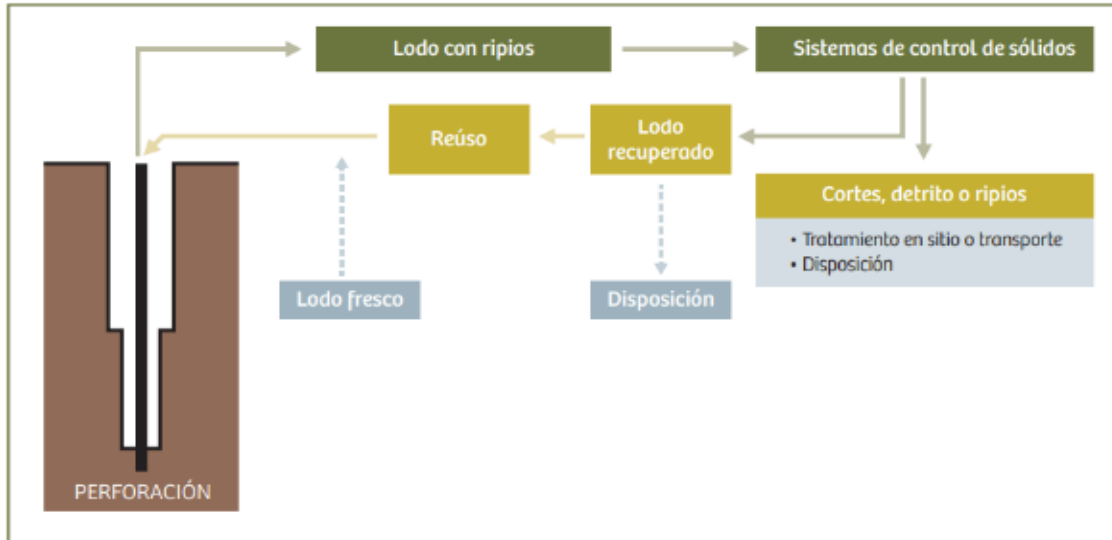 Lodo con ripios
Sistemas de control de sólidos
Reúso
Lodo
recuperado
Cortes, detrito o ripios
• Tratamiento en sitio o transporte
• Disposición
Lodo fresco
Disposición
PERFORACIÓN